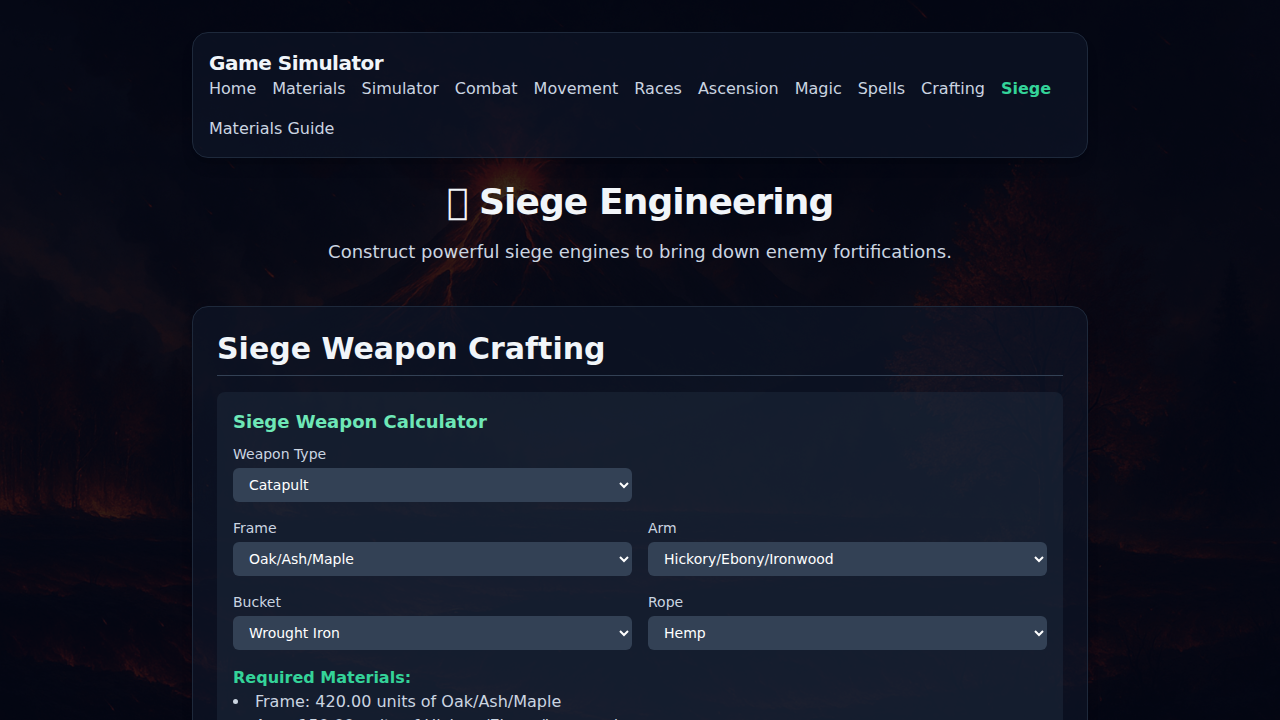 Game Simulator
Home Materials Simulator Combat Movement Races Ascension Magic Spells Crafting Siege
Materials Guide
Siege Engineering
Construct powerful siege engines to bring down enemy fortifications.
Siege Weapon Crafting
Siege Weapon Calculator
Weapon Type
Catapult
Frame Arm
Oak/Ash/Maple Hickory/Ebony/Ironwood
Bucket Rope
Wrought Iron Hemp
Required Materials:
Frame: 420.00 units of Oak/Ash/Maple